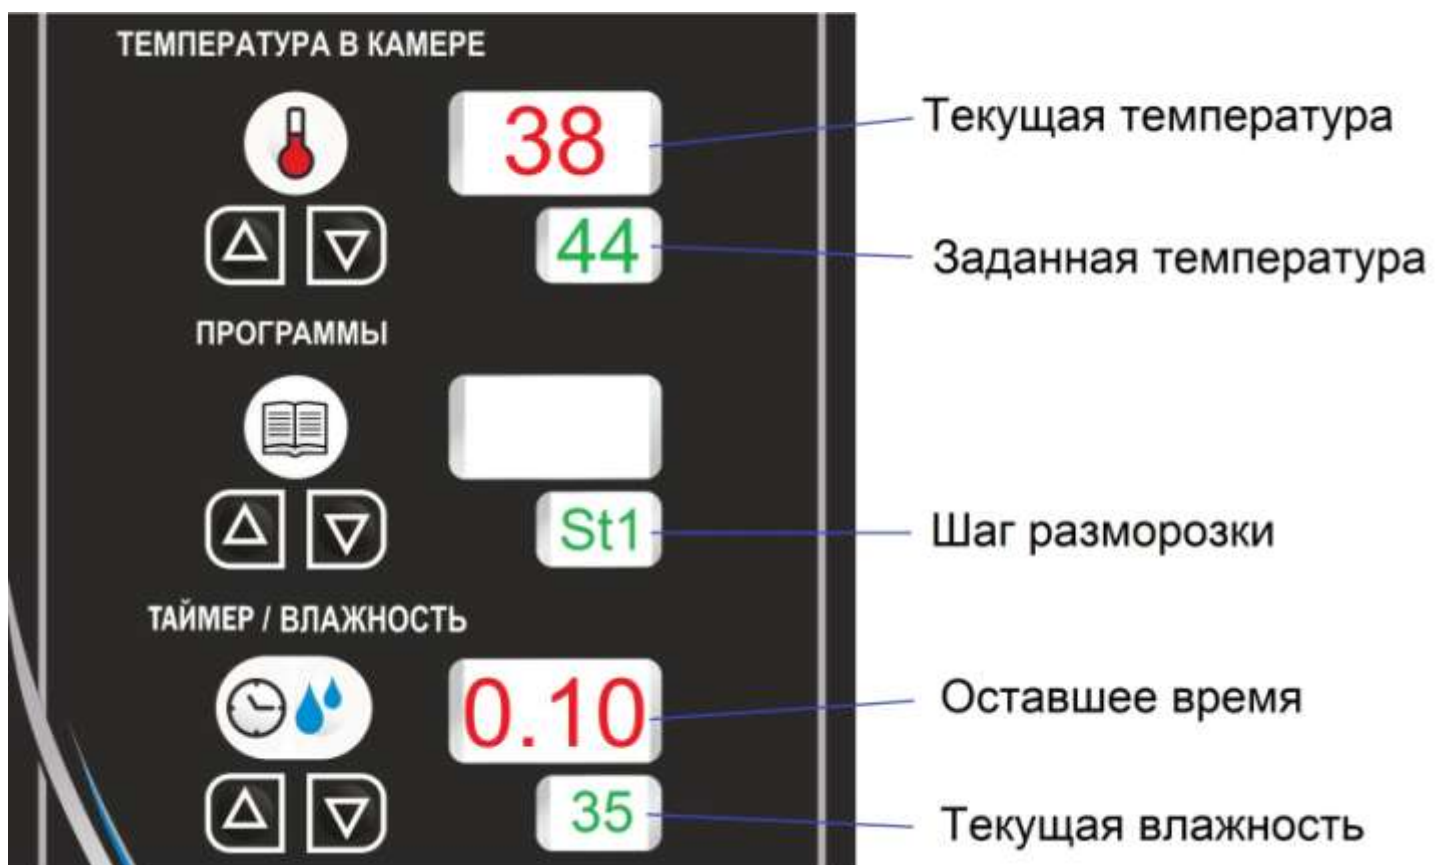 ТЕМПЕРАТУРА В КАМЕРЕ
38
Текущая температура
44
Заданная температура
ПРОГРАММЫ
St1
Шаг разморозки
ТАЙМЕР / ВЛАЖНОСТЬ
0.10
Оставшее время
35
Текущая влажность